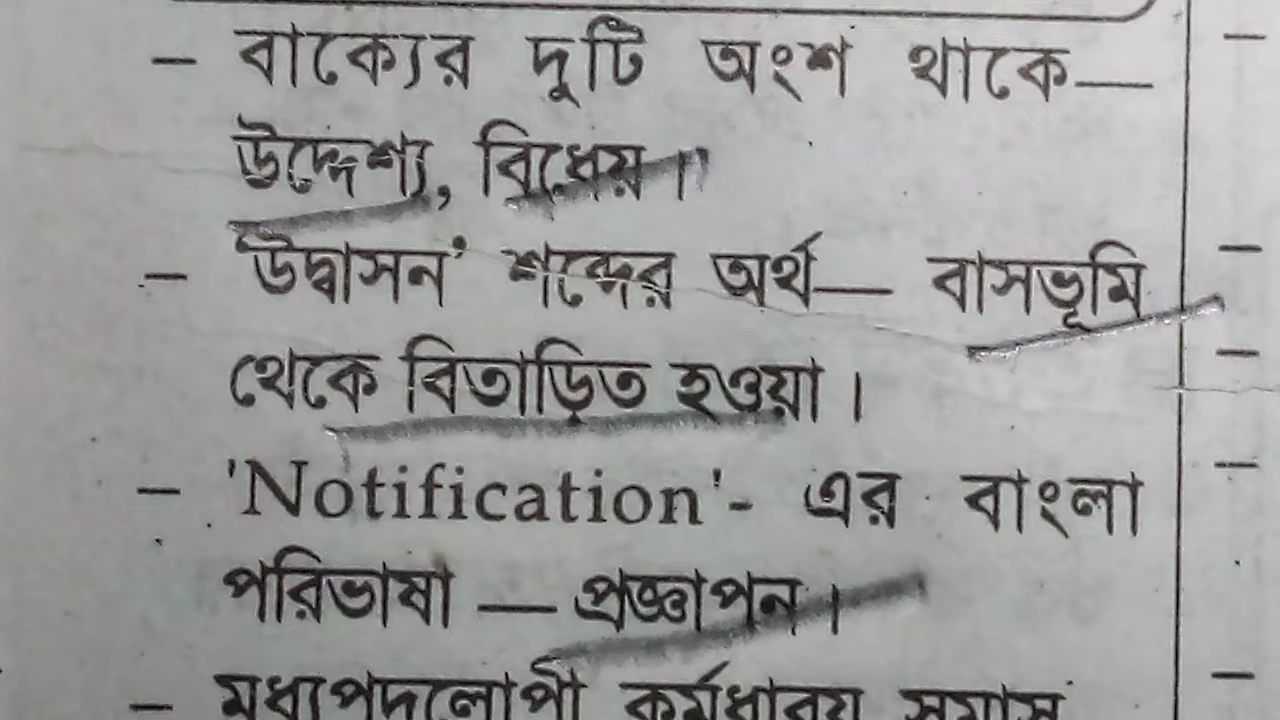 – বাক্যের দুটি অংশ থাকে—
উদ্দেশ্য, বিধেয়।
– 'উদ্বাসন' শব্দের অর্থ— বাসভূমি
থেকে বিতাড়িত হওয়া।
– 'Notification'- এর বাংলা
পরিভাষা — প্রজ্ঞাপন।
– মধ্যপদলোপী কর্মধারয় সমাস